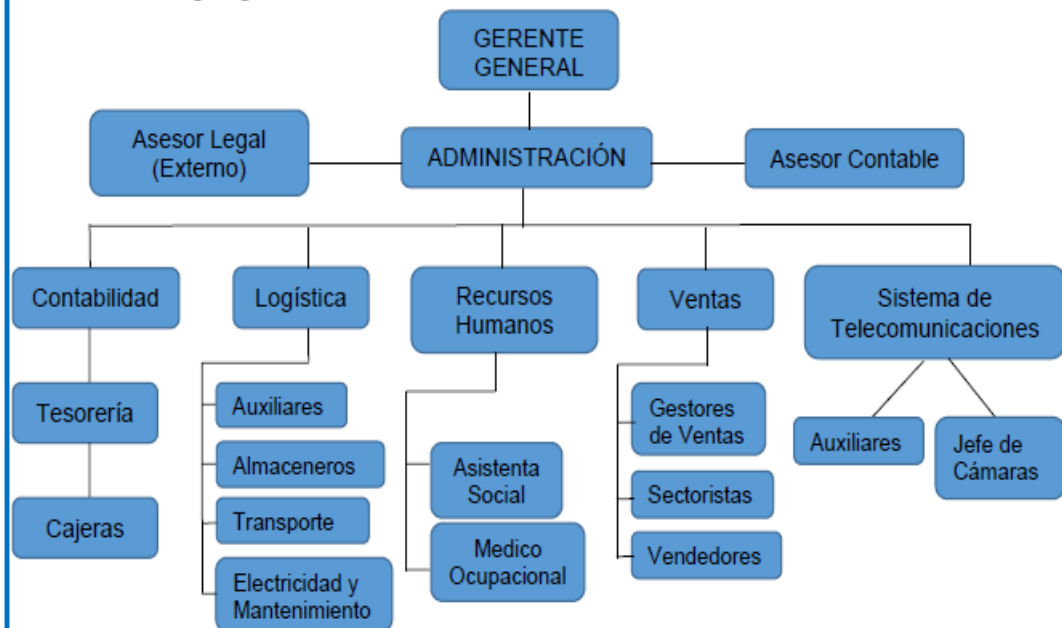 GERENTE
GENERAL
Asesor Legal
(Externo)
ADMINISTRACIÓN
Asesor Contable
Contabilidad
Logística
Recursos
Humanos
Ventas
Sistema de
Telecomunicaciones
Tesorería
Cajeras
Auxiliares
Almaceneros
Transporte
Electricidad y
Mantenimiento
Asistenta
Social
Medico
Ocupacional
Gestores
de Ventas
Sectoristas
Vendedores
Auxiliares
Jefe de
Cámaras